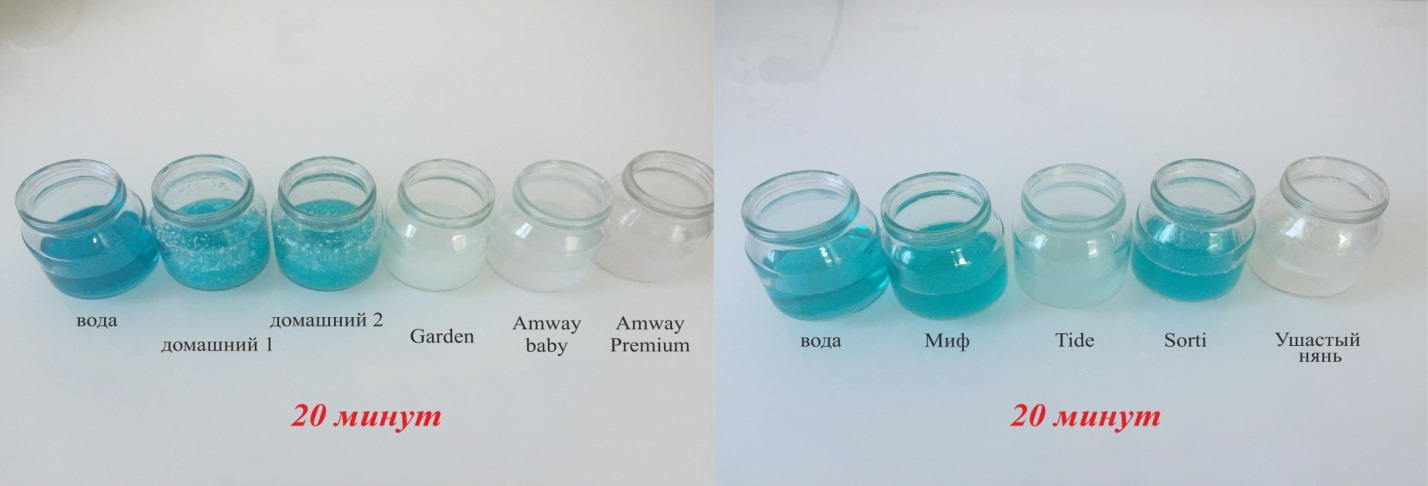 вода
домашний 1
домашний 2
Garden
Amway
baby
Amway
Premium
20 минут
вода
Миф
Tide
Sorti
Ушастый
нянь
20 минут